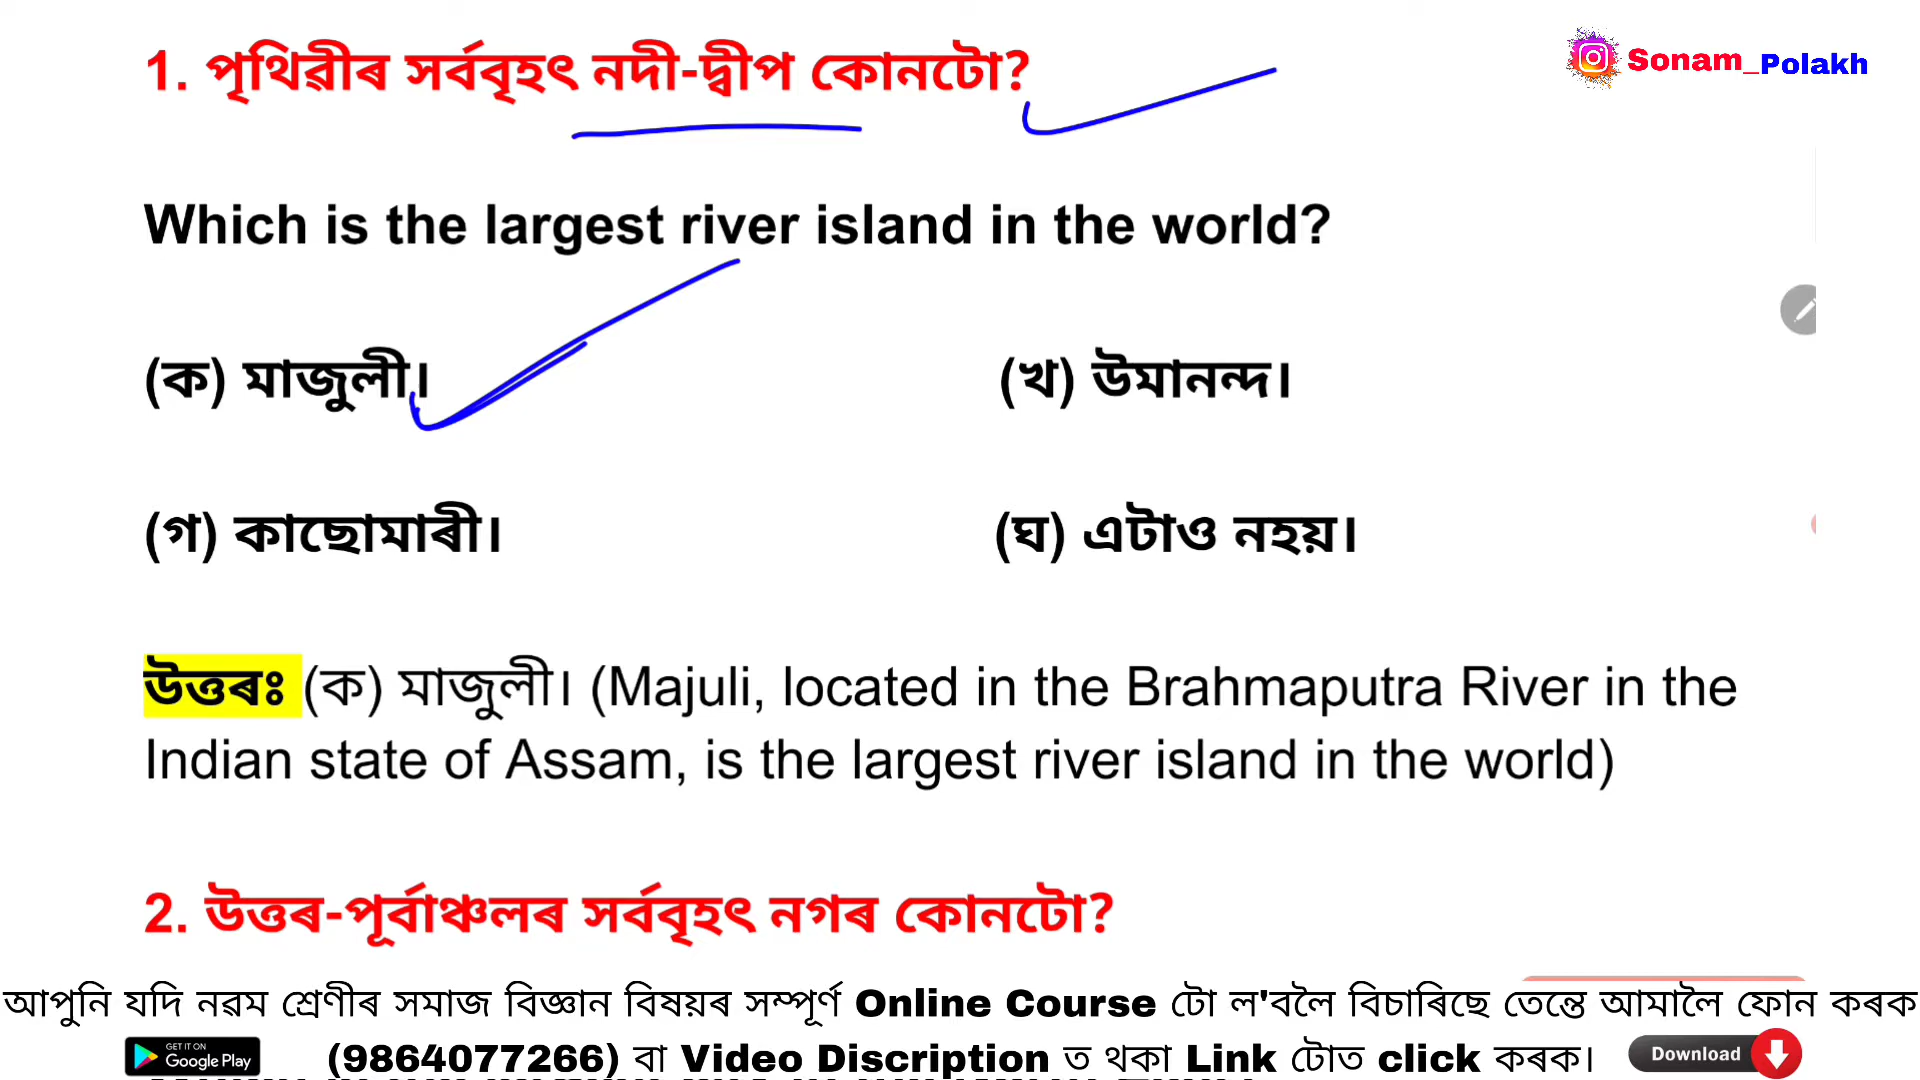 Sonam_Polakh
1. পৃথিৱীৰ সৰ্ববৃহৎ নদী-দ্বীপ কোনটো?
Which is the largest river island in the world?
(ক) মাজুলী। (খ) উমানন্দ।
(গ) কাছোমাৰী। (ঘ) এটাও নহয়।
উত্তৰঃ (ক) মাজুলী। (Majuli, located in the Brahmaputra River in the
Indian state of Assam, is the largest river island in the world)
2. উত্তৰ-পূৰ্বাঞ্চলৰ সৰ্ববৃহৎ নগৰ কোনটো?
আপুনি যদি নৱম শ্ৰেণীৰ সমাজ বিজ্ঞান বিষয়ৰ সম্পূৰ্ণ Online Course টো ল'বলৈ বিচাৰিছে তেন্তে আমালৈ ফোন কৰক
GET IT ON
Google Play
(9864077266) বা Video Discription ত থকা Link টোত click কৰক।
Download